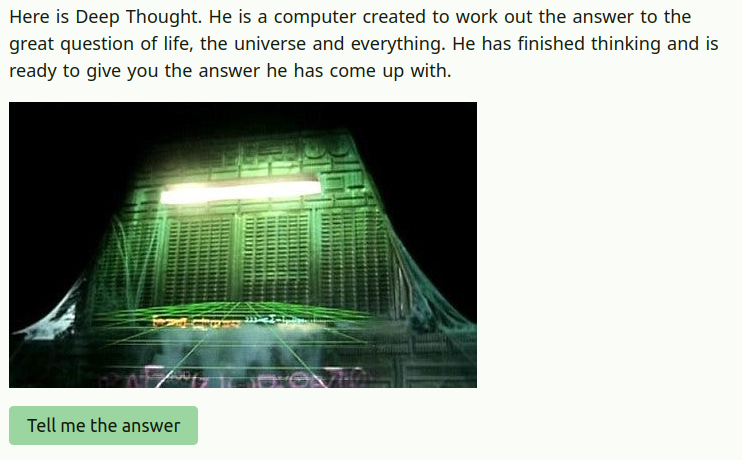 Here is Deep Thought. He is a computer created to work out the answer to the
great question of life, the universe and everything. He has finished thinking and is
ready to give you the answer he has come up with.
Tell me the answer